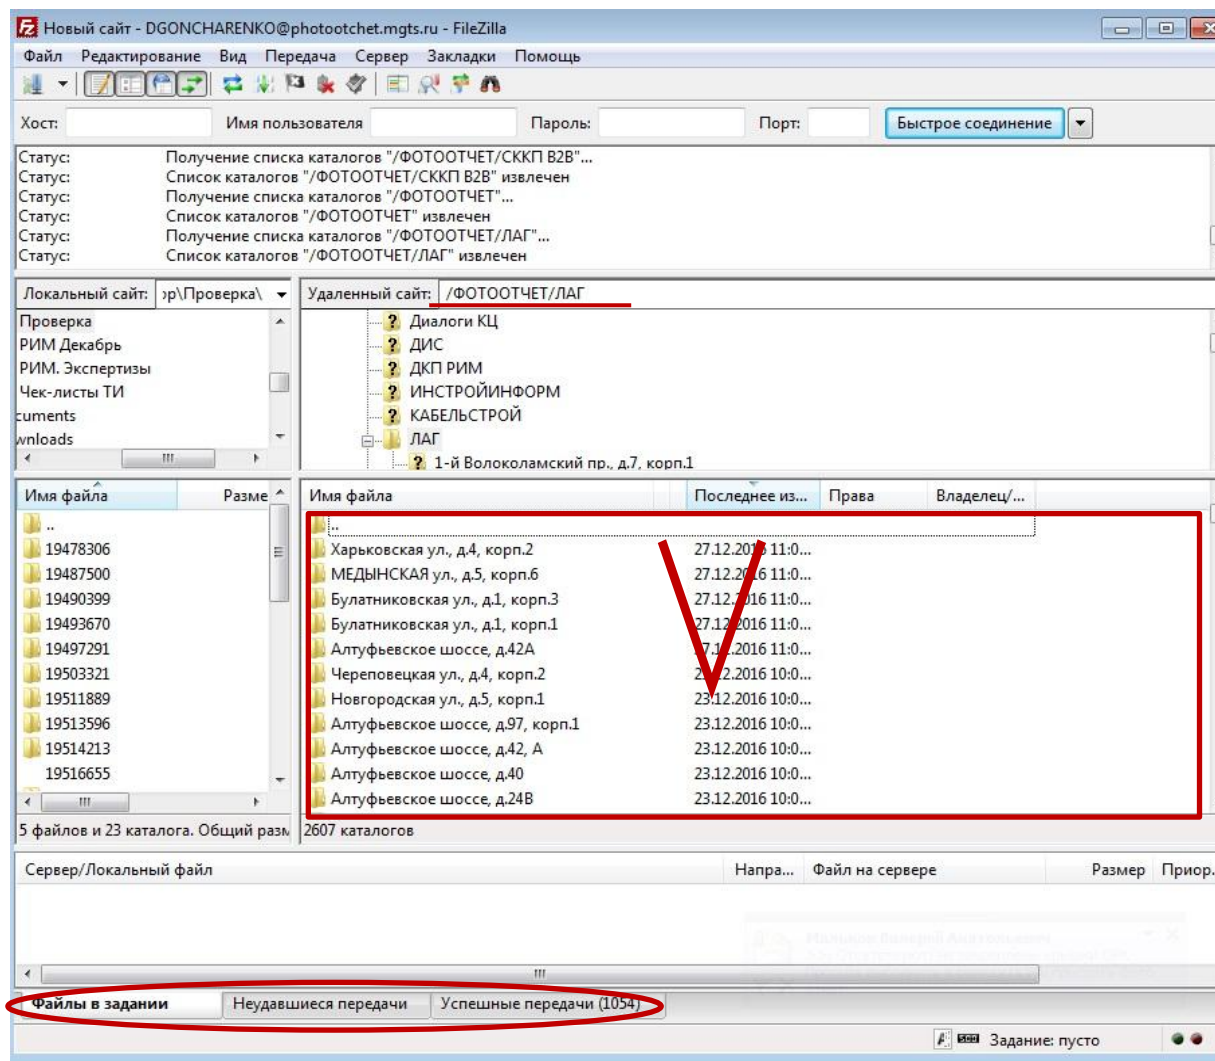 Новый сайт - DGONCHARENKO@photootchet.mgts.ru - FileZilla
Файл Редактирование Вид Передача Сервер Закладки Помощь
Хост: Имя пользователя Пароль: Порт: Быстрое соединение
Статус: Получение списка каталогов "/ФОТООТЧЕТ/СККП B2B"...
Статус: Список каталогов "/ФОТООТЧЕТ/СККП B2B" извлечен
Статус: Получение списка каталогов "/ФОТООТЧЕТ"...
Статус: Список каталогов "/ФОТООТЧЕТ" извлечен
Статус: Получение списка каталогов "/ФОТООТЧЕТ/ЛАГ"...
Статус: Список каталогов "/ФОТООТЧЕТ/ЛАГ" извлечен
Локальный сайт: ор\Проверка\
Удаленный сайт: /ФОТООТЧЕТ/ЛАГ
Проверка
РИМ Декабрь
РИМ. Экспертизы
Чек-листы ТИ
cuments
wnloads
Диалоги КЦ
ДИС
ДКП РИМ
ИНСТРОЙИНФОРМ
КАБЕЛЬСТРОЙ
ЛАГ
1-й Волоколамский пр., д.7, корп.1
Имя файла Разме
..
19478306
19487500
19490399
19493670
19497291
19503321
19511889
19513596
19514213
19516655
5 файлов и 23 каталога. Общий разм
Имя файла Последнее из... Права Владелец/...
..
Харьковская ул., д.4, корп.2 27.12.2016 11:0...
МЕДЫНСКАЯ ул., д.5, корп.6 27.12.2016 11:0...
Булатниковская ул., д.1, корп.3 27.12.2016 11:0...
Булатниковская ул., д.1, корп.1 27.12.2016 11:0...
Алтуфьевское шоссе, д.42А 27.12.2016 11:0...
Череповецкая ул., д.4, корп.2 23.12.2016 10:0...
Новгородская ул., д.5, корп.1 23.12.2016 10:0...
Алтуфьевское шоссе, д.97, корп.1 23.12.2016 10:0...
Алтуфьевское шоссе, д.42, А 23.12.2016 10:0...
Алтуфьевское шоссе, д.40 23.12.2016 10:0...
Алтуфьевское шоссе, д.24В 23.12.2016 10:0...
2607 каталогов
Сервер/Локальный файл Напра... Файл на сервере Размер Приор.
Файлы в задании Неудавшиеся передачи Успешные передачи (1054)
Задание: пусто